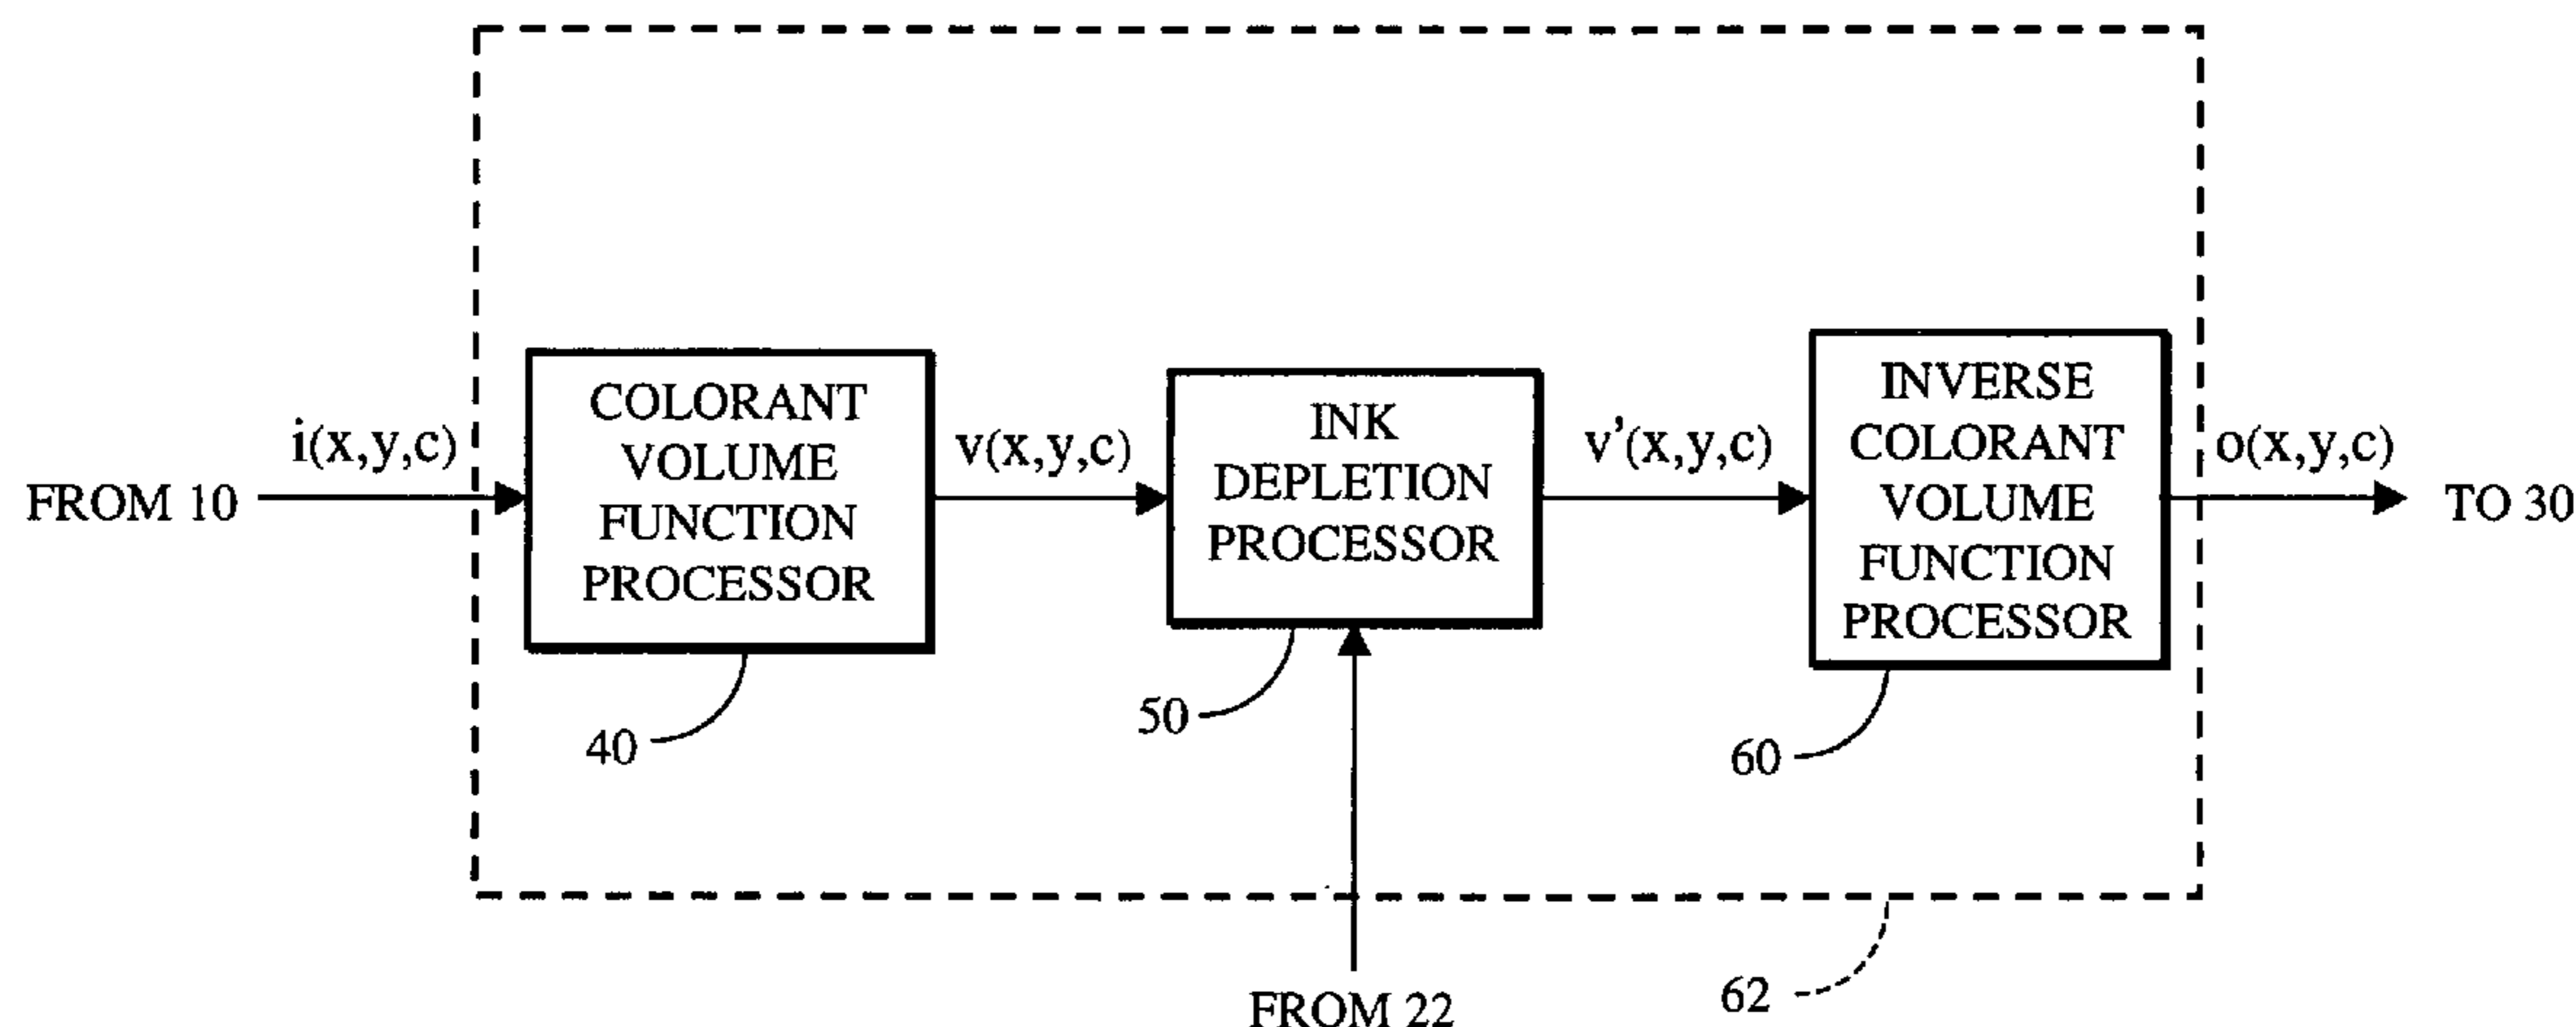 FROM 10
i(x,y,c)
COLORANT
VOLUME
FUNCTION
PROCESSOR
40
v(x,y,c)
INK
DEPLETION
PROCESSOR
50
FROM 22
v'(x,y,c)
INVERSE
COLORANT
VOLUME
FUNCTION
PROCESSOR
60
62
o(x,y,c)
TO 30